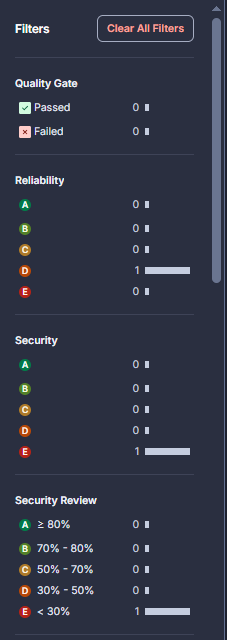 Filters
Clear All Filters
Quality Gate
Passed 0
Failed 0
Reliability
A 0
B 0
C 0
D 1
E 0
Security
A 0
B 0
C 0
D 0
E 1
Security Review
A ≥ 80% 0
B 70% - 80% 0
C 50% - 70% 0
D 30% - 50% 0
E < 30% 1